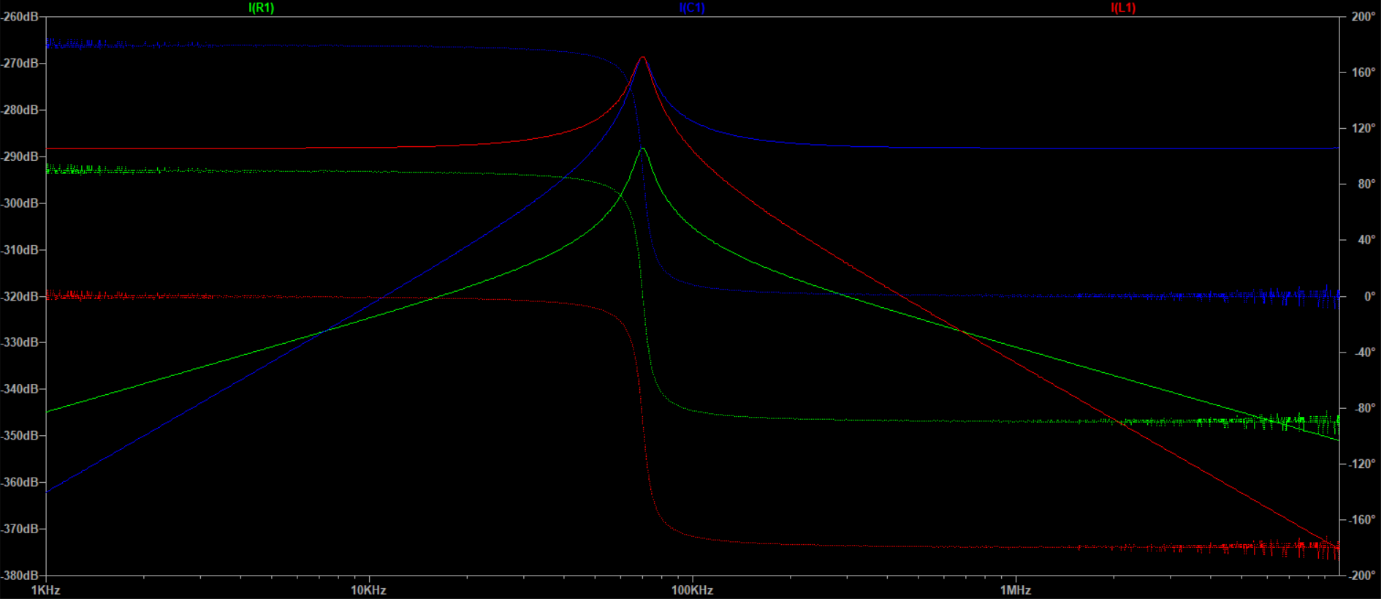 I(R1) I(C1) I(L1)
-260dB 200°
-270dB 160°
-280dB 120°
-290dB 80°
-300dB 40°
-310dB 0°
-320dB -40°
-330dB -80°
-340dB -120°
-350dB -160°
-360dB -200°
-370dB
-380dB
1KHz 10KHz 100KHz 1MHz